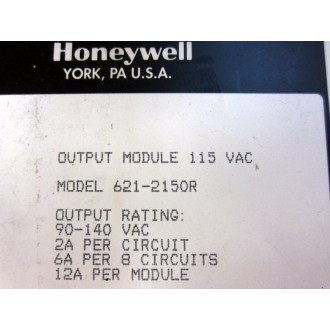 Honeywell
YORK, PA U.S.A.
OUTPUT MODULE 115 VAC
MODEL 621-2150R
OUTPUT RATING:
90-140 VAC
2A PER CIRCUIT
6A PER 8 CIRCUITS
12A PER MODULE